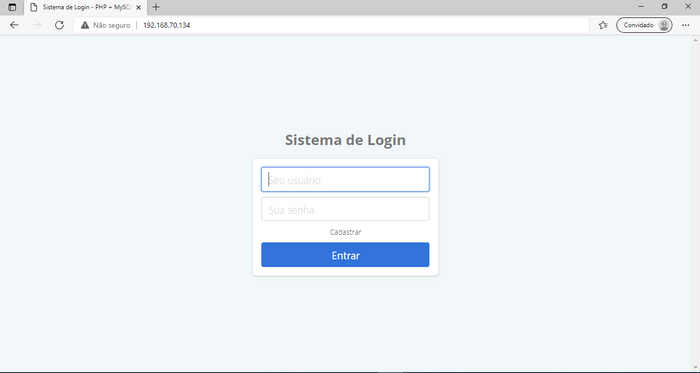 Sistema de Login - PHP + MySQ
Não seguro
192.168.70.134
Convidado
Sistema de Login
Seu usuário
Sua senha
Cadastrar
Entrar